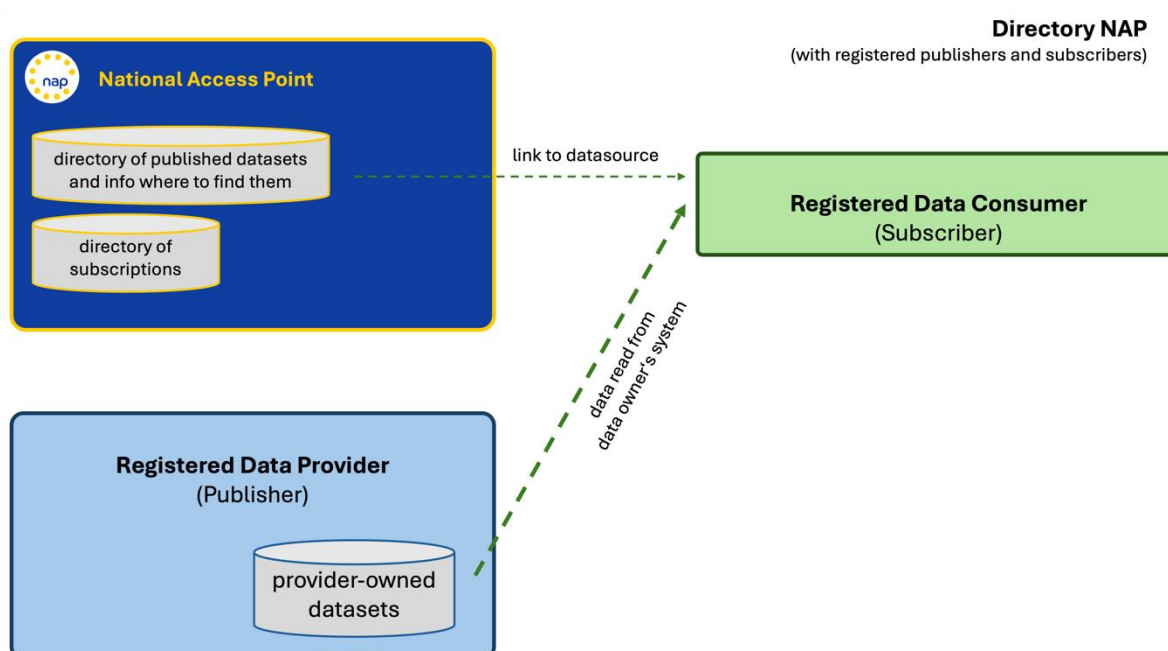 Directory NAP
(with registered publishers and subscribers)
nap
National Access Point
directory of published datasets
and info where to find them
directory of
subscriptions
link to datasource
Registered Data Consumer
(Subscriber)
data read from
data owner‘s system
Registered Data Provider
(Publisher)
provider-owned
datasets